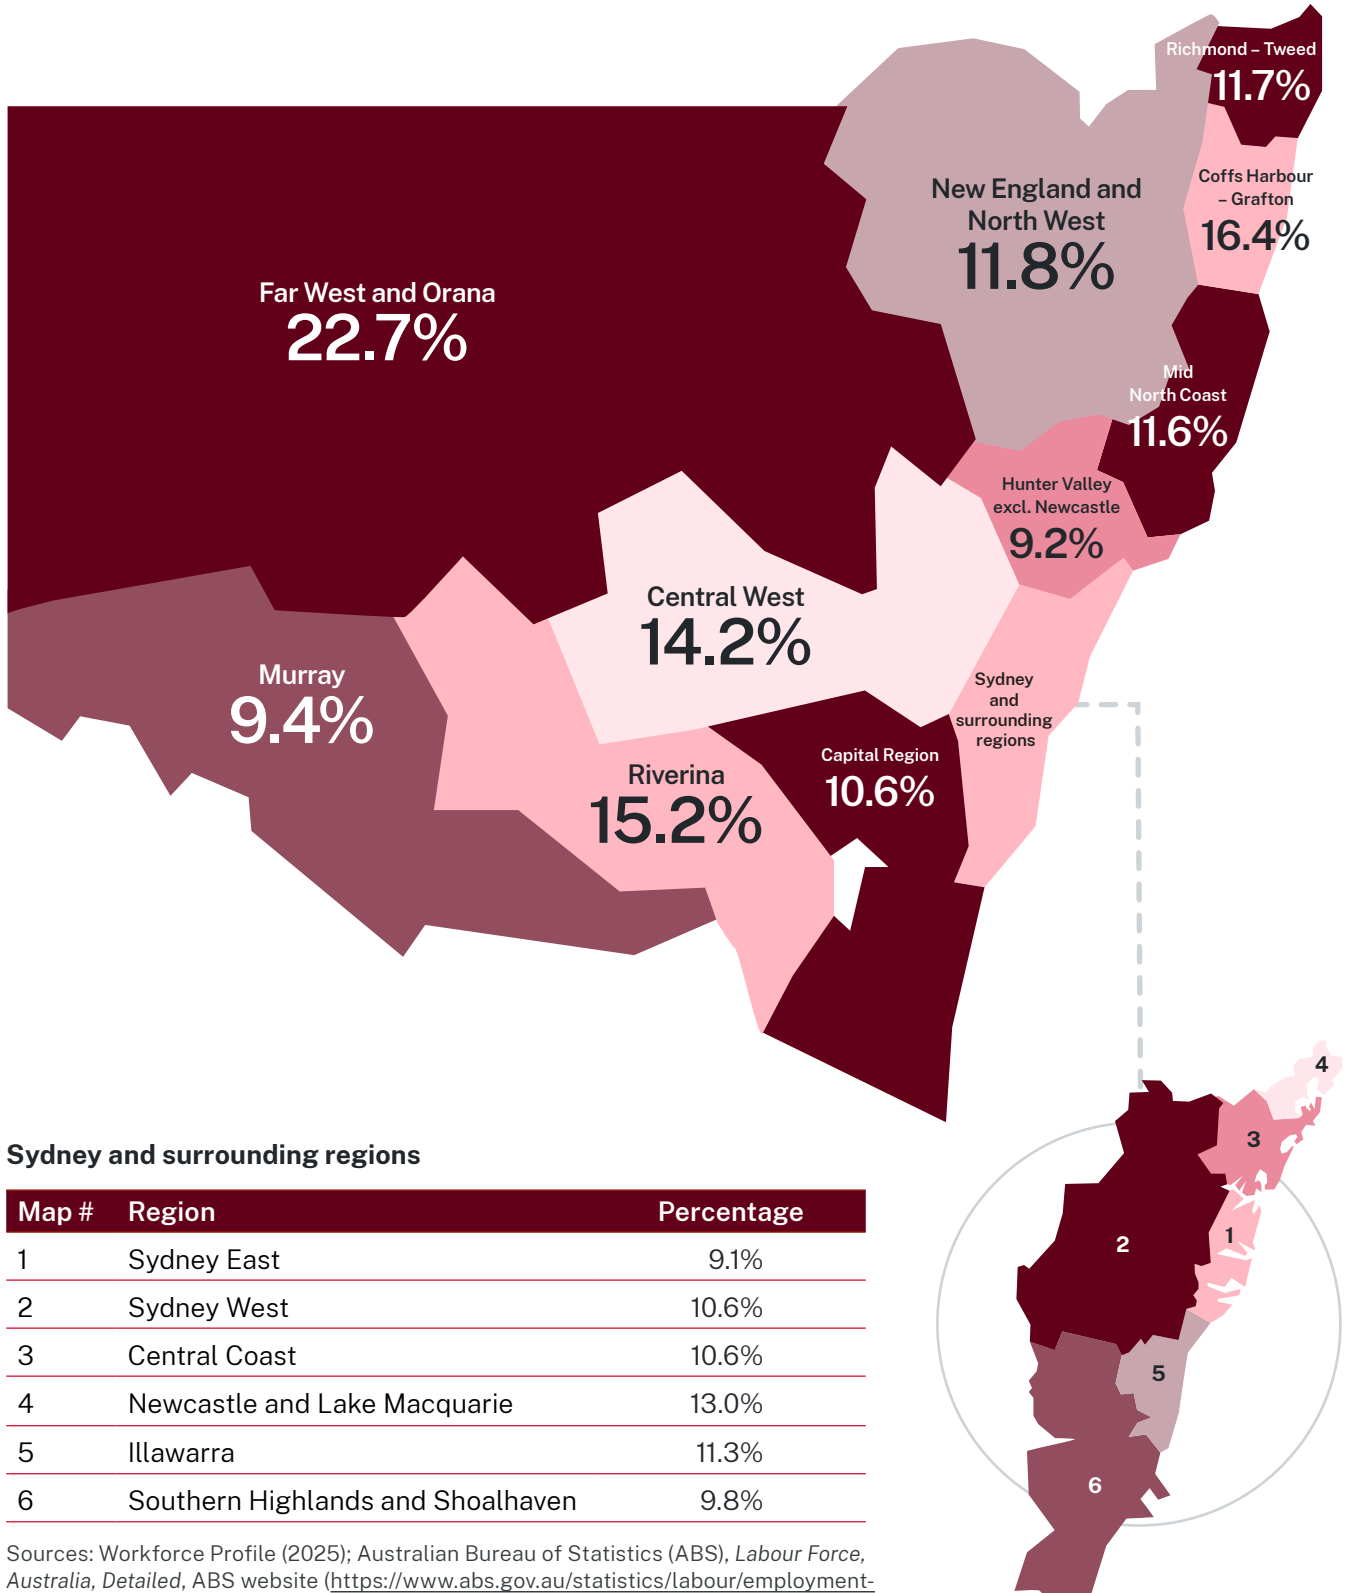 Richmond – Tweed
11.7%
New England and
North West
11.8%
Coffs Harbour
– Grafton
16.4%
Far West and Orana
22.7%
Mid
North Coast
11.6%
Hunter Valley
excl. Newcastle
9.2%
Central West
14.2%
Murray
9.4%
Sydney
and
surrounding
regions
Riverina
15.2%
Capital Region
10.6%
4
3
1
2
5
6
Sydney and surrounding regions
Map # Region Percentage
1 Sydney East 9.1%
2 Sydney West 10.6%
3 Central Coast 10.6%
4 Newcastle and Lake Macquarie 13.0%
5 Illawarra 11.3%
6 Southern Highlands and Shoalhaven 9.8%
Sources: Workforce Profile (2025); Australian Bureau of Statistics (ABS), Labour Force,
Australia, Detailed, ABS website (https://www.abs.gov.au/statistics/labour/employment-